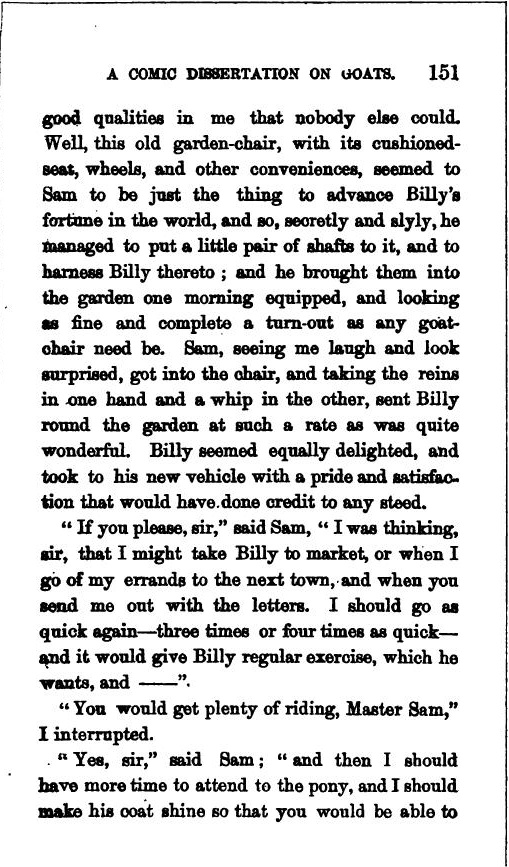 A COMIC DISSERTATION ON GOATS. 151
good qualities in me that nobody else could.
Well, this old garden-chair, with its cushioned-
seat, wheels, and other conveniences, seemed to
Sam to be just the thing to advance Billy's
fortune in the world, and so, secretly and slyly, he
managed to put a little pair of shafts to it, and to
harness Billy thereto ; and he brought them into
the garden one morning equipped, and looking
as fine and complete a turn-out as any goat-
chair need be. Sam, seeing me laugh and look
surprised, got into the chair, and taking the reins
in one hand and a whip in the other, sent Billy
round the garden at such a rate as was quite
wonderful. Billy seemed equally delighted, and
took to his new vehicle with a pride and satisfac-
tion that would have done credit to any steed.
“ If you please, sir,” said Sam, “ I was thinking,
sir, that I might take Billy to market, or when I
go of my errands to the next town, and when you
send me out with the letters. I should go as
quick again—three times or four times as quick—
and it would give Billy regular exercise, which he
wants, and ——”.
“ You would get plenty of riding, Master Sam,”
I interrupted.
“ Yes, sir,” said Sam ; “ and then I should
have more time to attend to the pony, and I should
make his coat shine so that you would be able to